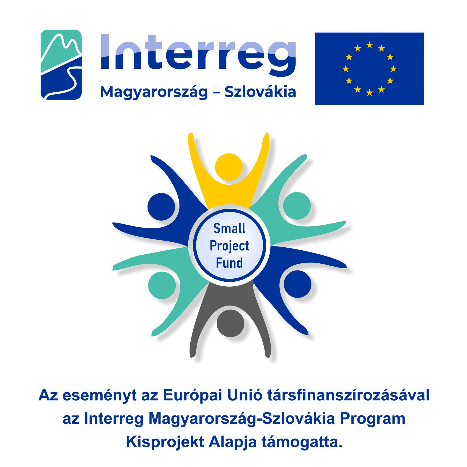 Interreg
Magyarország – Szlovákia
Small
Project
Fund
Az eseményt az Európai Unió társfinanszírozásával
az Interreg Magyarország-Szlovákia Program
Kisprojekt Alapja támogatta.